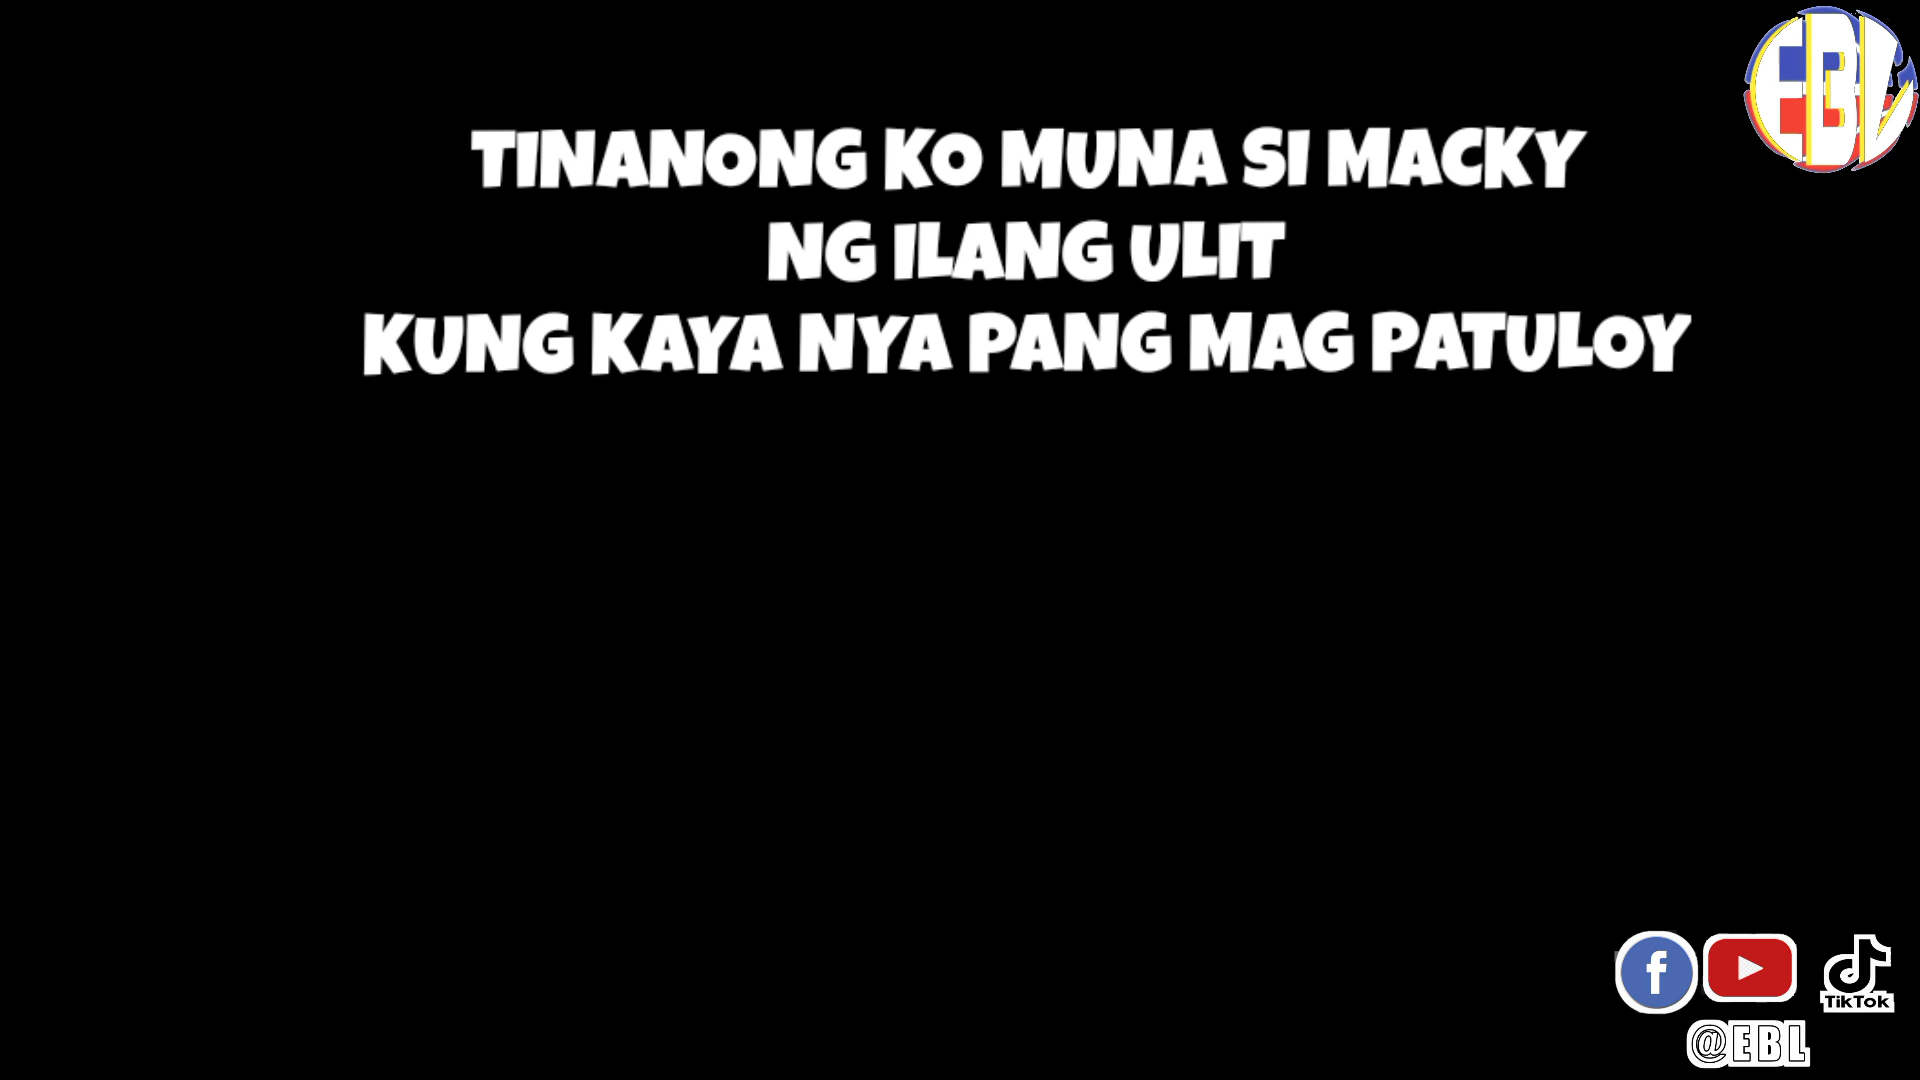 EBL
TINANONG KO MUNA SI MACKY
NG ILANG ULIT
KUNG KAYA NYA PANG MAG PATULOY
f
TikTok
@EBL